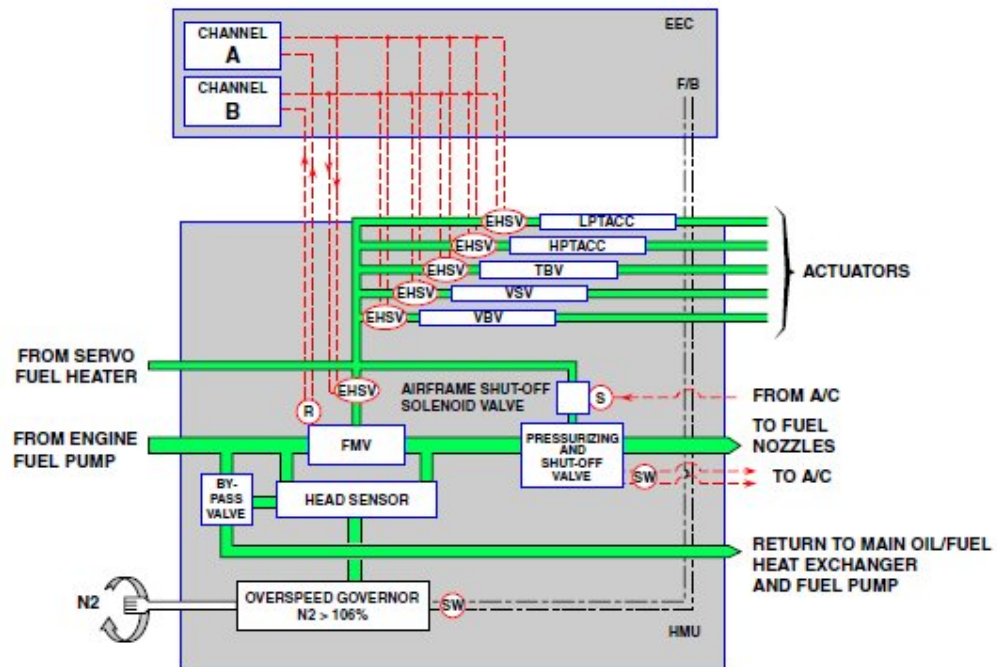 EEC
CHANNEL
A
CHANNEL
B
F/B
EHSV
LPTACC
EHSV
HPTACC
EHSV
TBV
EHSV
VSV
EHSV
VBV
ACTUATORS
FROM SERVO
FUEL HEATER
EHSV
AIRFRAME SHUT-OFF
SOLENOID VALVE
S
FROM A/C
R
FROM ENGINE
FUEL PUMP
FMV
PRESSURIZING
AND
SHUT-OFF
VALVE
TO FUEL
NOZZLES
SW
TO A/C
BY-
PASS
VALVE
HEAD SENSOR
RETURN TO MAIN OIL/FUEL
HEAT EXCHANGER
AND FUEL PUMP
N2
OVERSPEED GOVERNOR
N2 > 106%
SW
HMU